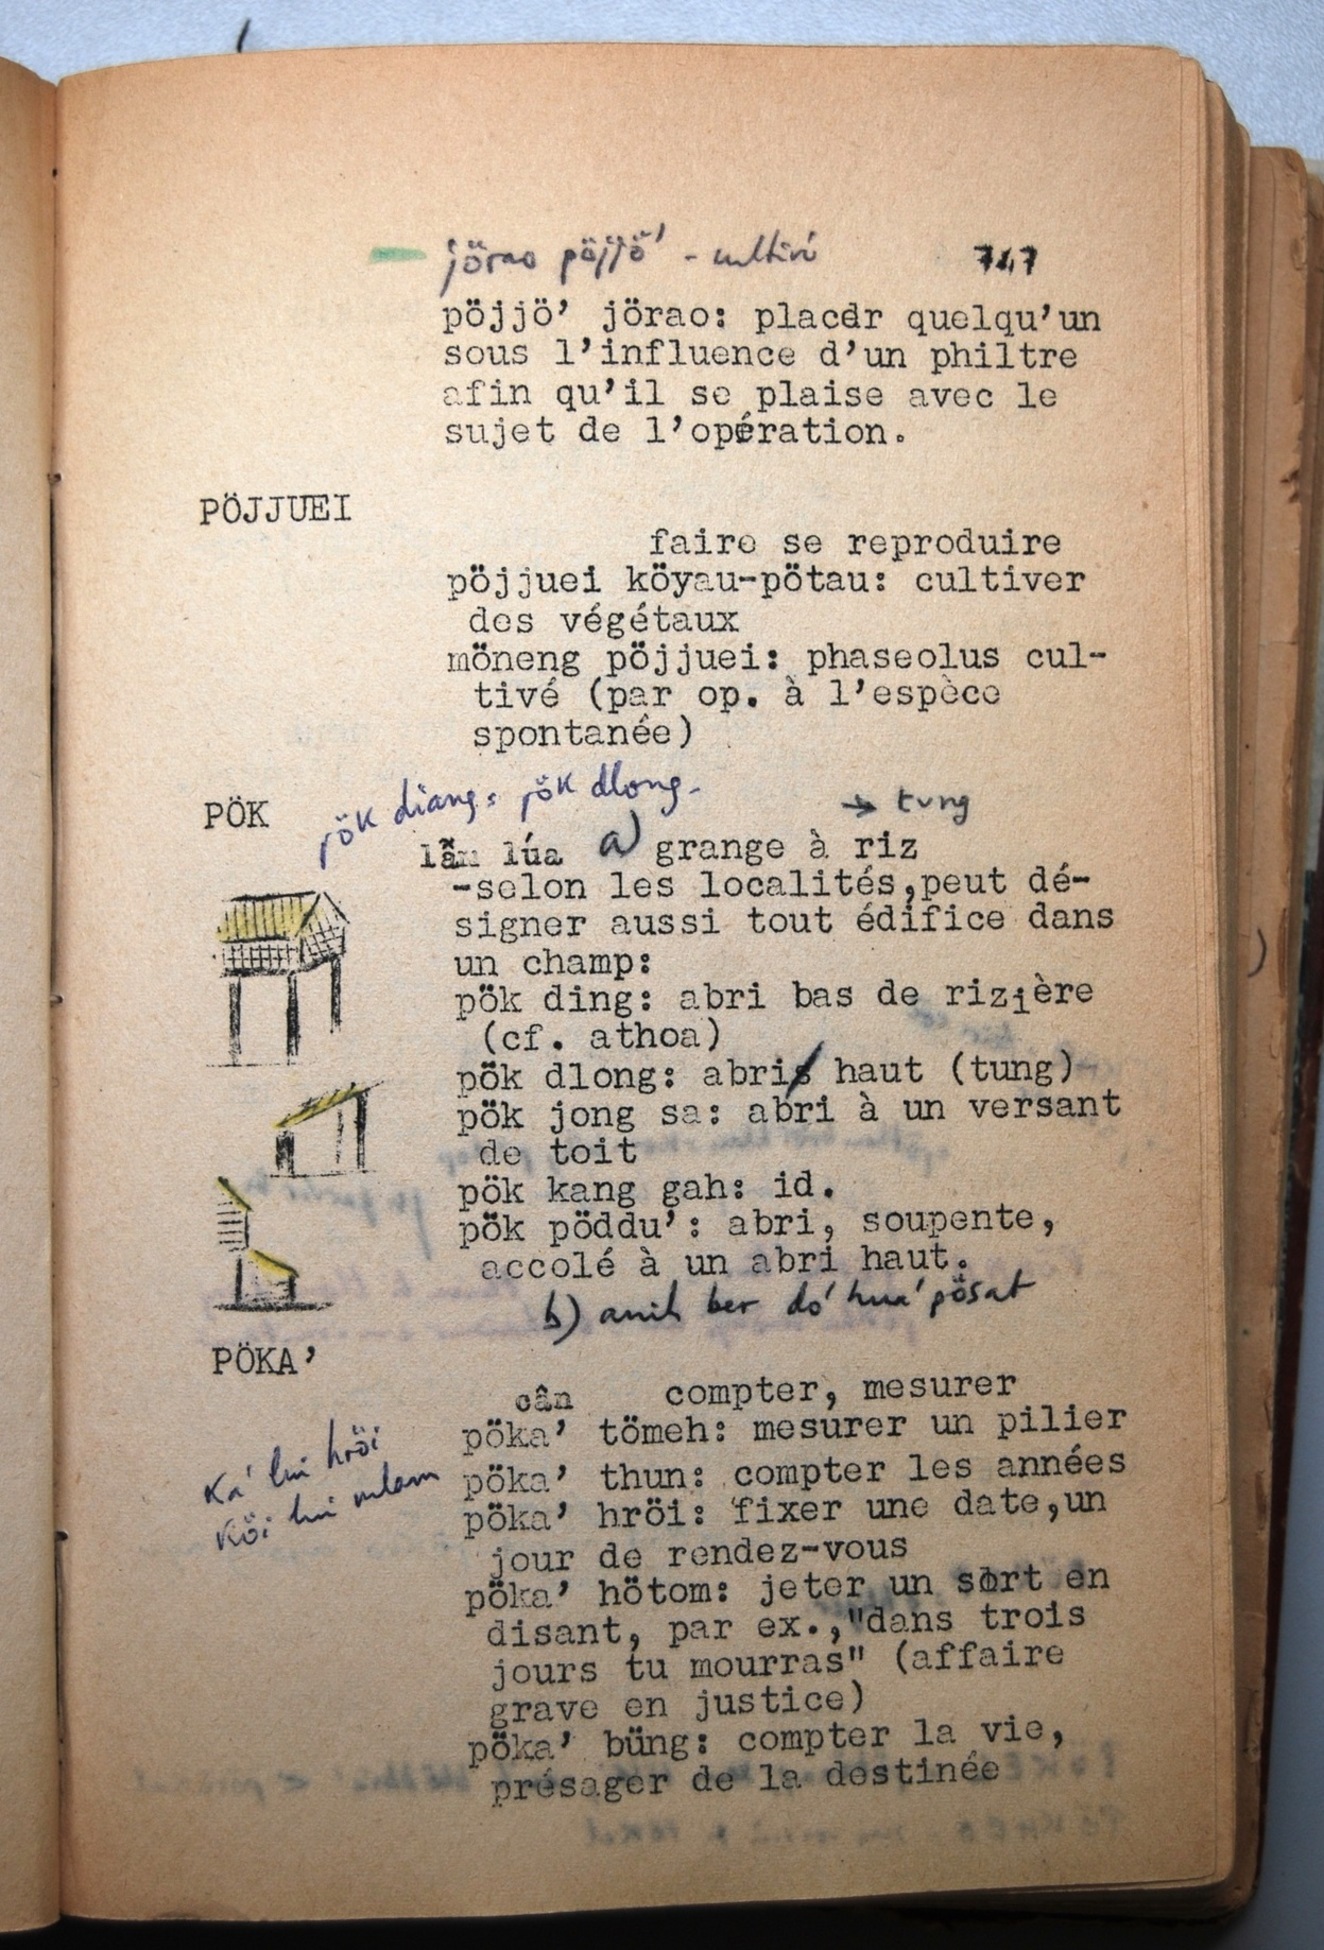 jörao pöjjö' - cultivé
747
pöjjö’ jörao: placer quelqu’un
sous l’influence d’un philtre
afin qu’il se plaise avec le
sujet de l’opération.
PÖJJUEI
faire se reproduire
pöjjuei köyau-pötau: cultiver
des végétaux
möneng pöjjuei: phaseolus cul-
tivé (par op. à l’espèce
spontanée)
PÖK
pök diang = pök dlong.
→ tung
lẫm lúa a) grange à riz
-selon les localités,peut dé-
signer aussi tout édifice dans
un champ:
pök ding: abri bas de rizière
(cf. athoa)
pök dlong: abri haut (tung)
pök jong sa: abri à un versant
de toit
pök kang gah: id.
pök pöddu’: abri, soupente,
accolé à un abri haut.
b) anih ber do' hua' pösat
PÖKA’
cân compter, mesurer
pöka’ tömeh: mesurer un pilier
pöka’ thun: compter les années
pöka’ hröi: fixer une date,un
jour de rendez-vous
ka' lui hröi
köi lui mlam
pöka’ hötom: jeter un sort en
disant, par ex.,"dans trois
jours tu mourras" (affaire
grave en justice)
pöka’ büng: compter la vie,
présager de la destinée